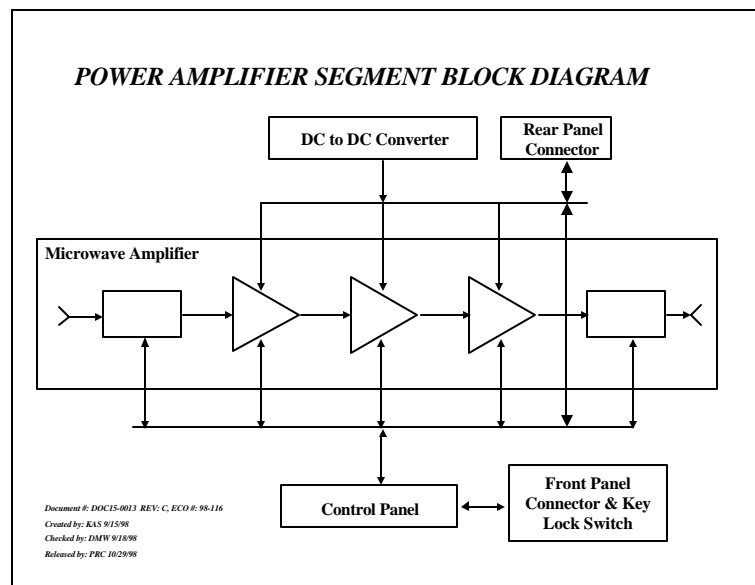 POWER AMPLIFIER SEGMENT BLOCK DIAGRAM
DC to DC Converter
Rear Panel
Connector
Microwave Amplifier
Control Panel
Front Panel
Connector & Key
Lock Switch
Document #: DOC15-0013 REV: C, ECO #: 98-116
Created by: KAS 9/15/98
Checked by: DMW 9/18/98
Released by: PRC 10/29/98